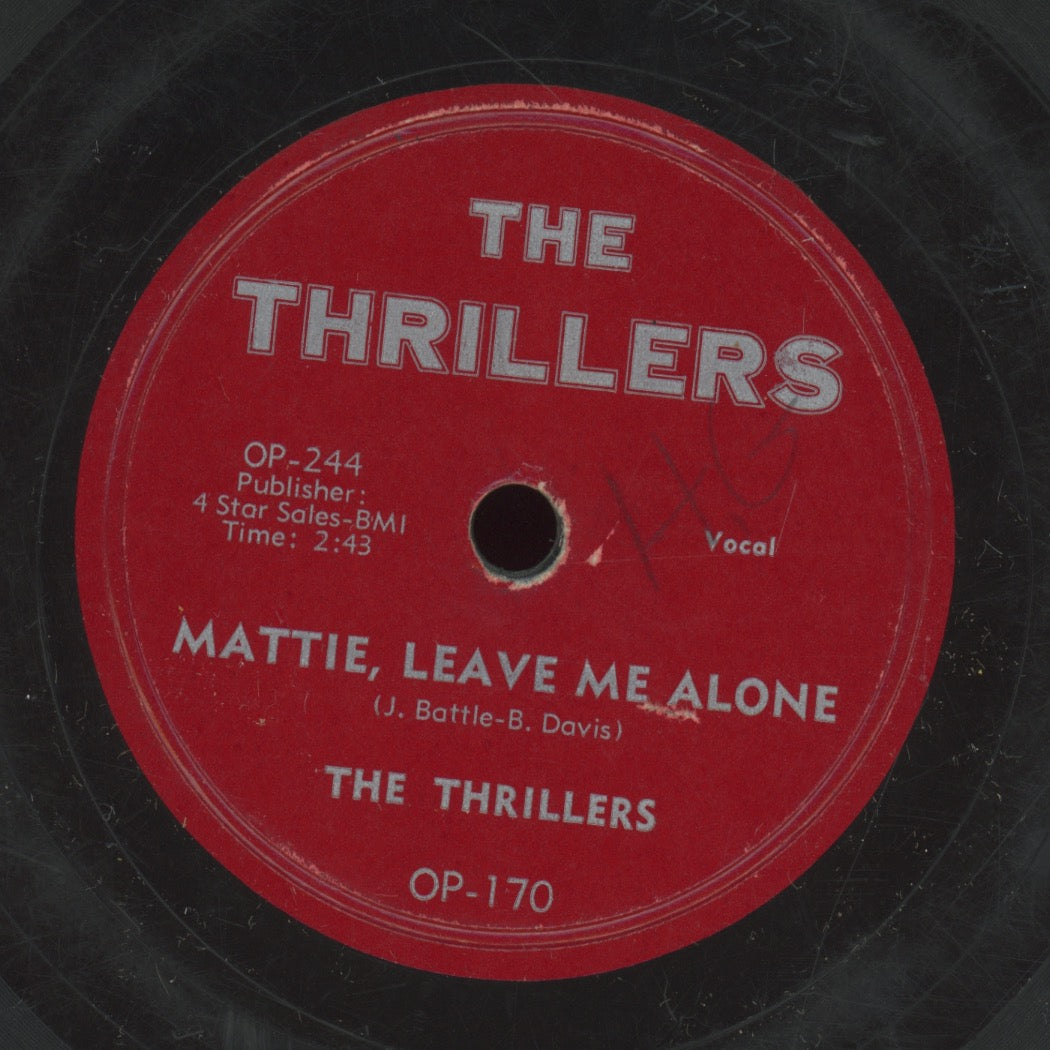 THE
THRILLERS
OP-244
Publisher:
4 Star Sales-BMI
Time: 2:43
Vocal
HG
MATTIE, LEAVE ME ALONE
(J. Battle-B. Davis)
THE THRILLERS
OP-170